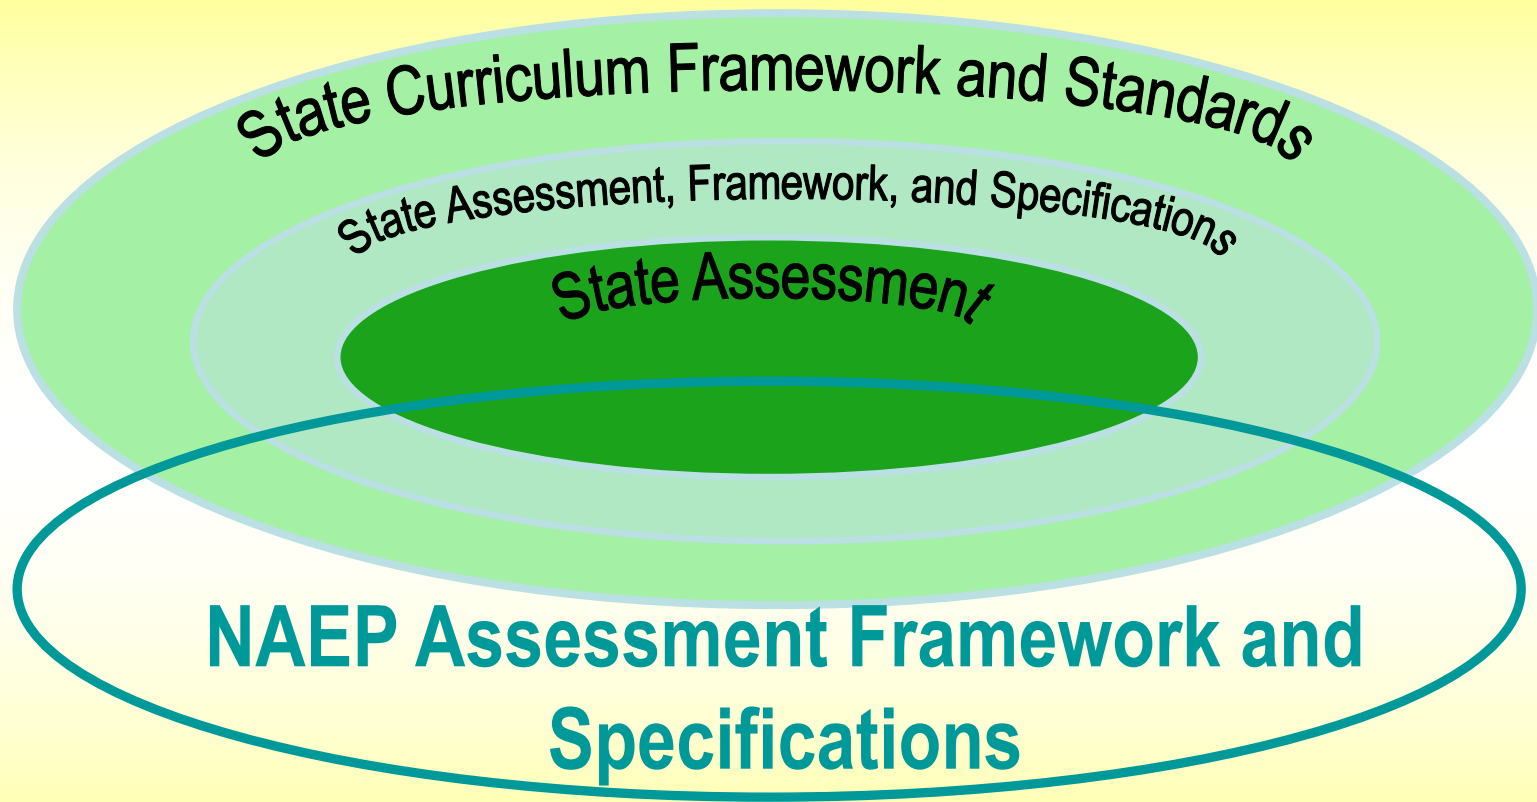 State Curriculum Framework and Standards
State Assessment, Framework, and Specifications
State Assessment
NAEP Assessment Framework and
Specifications